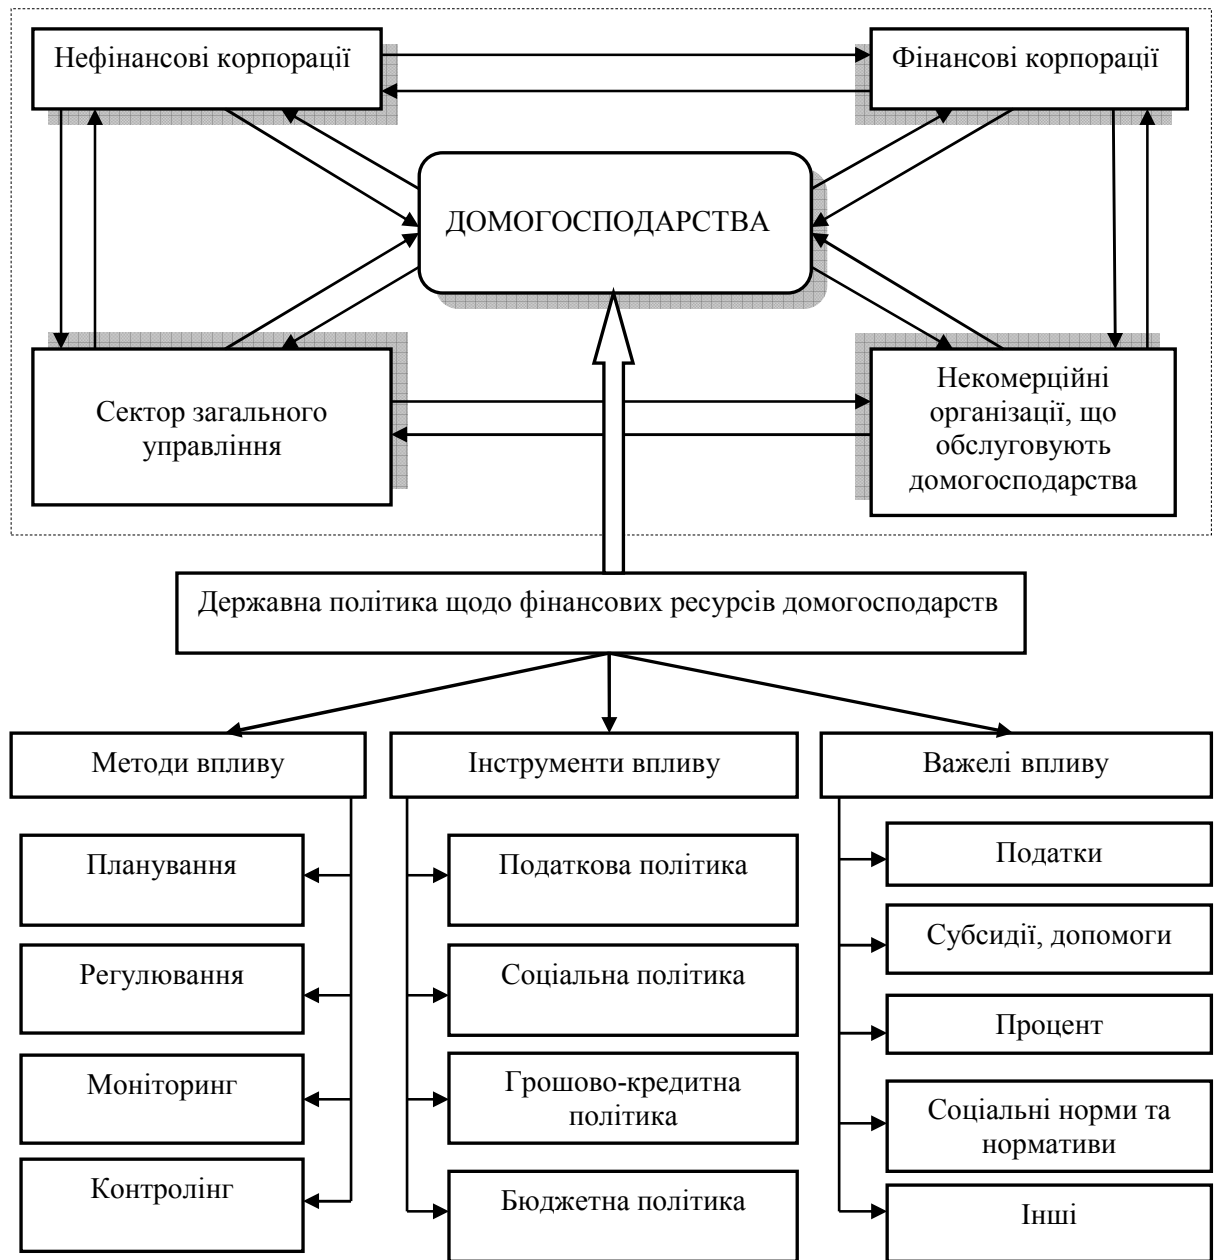 Нефінансові корпорації
Фінансові корпорації
ДОМОГОСПОДАРСТВА
Сектор загального
управління
Некомерційні
організації, що
обслуговують
домогосподарства
Державна політика щодо фінансових ресурсів домогосподарств
Методи впливу
Планування
Регулювання
Моніторинг
Контролінг
Інструменти впливу
Податкова політика
Соціальна політика
Грошово-кредитна
політика
Бюджетна політика
Важелі впливу
Податки
Субсидії, допомоги
Процент
Соціальні норми та
нормативи
Інші